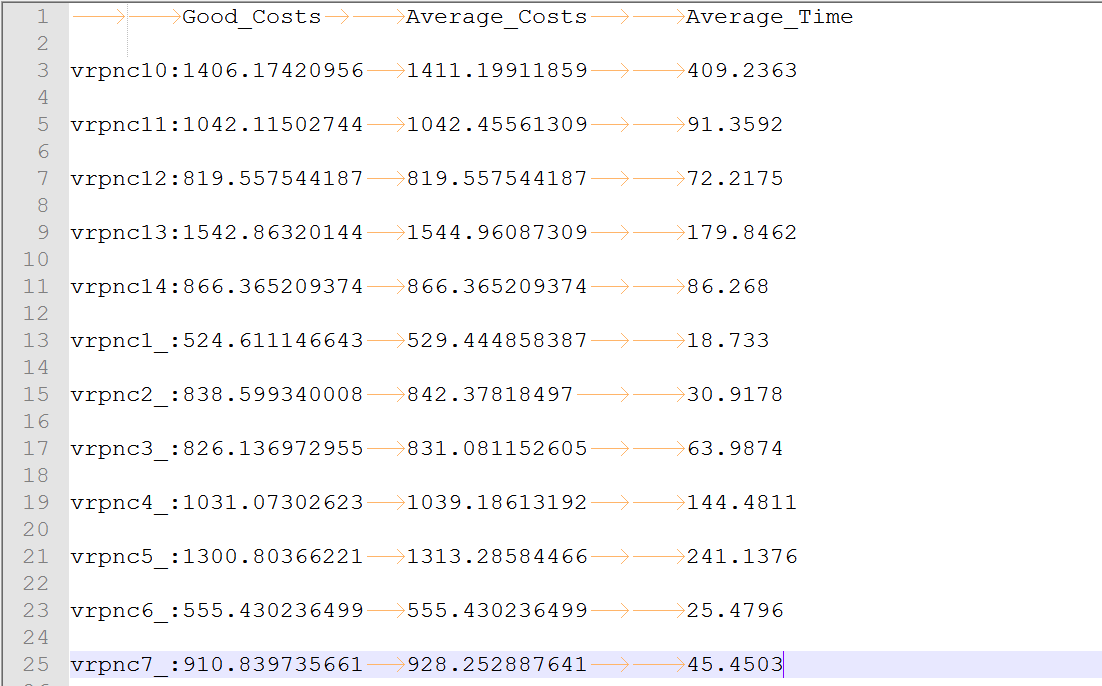 1 Good_Costs Average_Costs Average_Time
2
3 vrpnc10:1406.17420956 1411.19911859 409.2363
4
5 vrpnc11:1042.11502744 1042.45561309 91.3592
6
7 vrpnc12:819.557544187 819.557544187 72.2175
8
9 vrpnc13:1542.86320144 1544.96087309 179.8462
10
11 vrpnc14:866.365209374 866.365209374 86.268
12
13 vrpnc1_:524.611146643 529.444858387 18.733
14
15 vrpnc2_:838.599340008 842.37818497 30.9178
16
17 vrpnc3_:826.136972955 831.081152605 63.9874
18
19 vrpnc4_:1031.07302623 1039.18613192 144.4811
20
21 vrpnc5_:1300.80366221 1313.28584466 241.1376
22
23 vrpnc6_:555.430236499 555.430236499 25.4796
24
25 vrpnc7_:910.839735661 928.252887641 45.4503